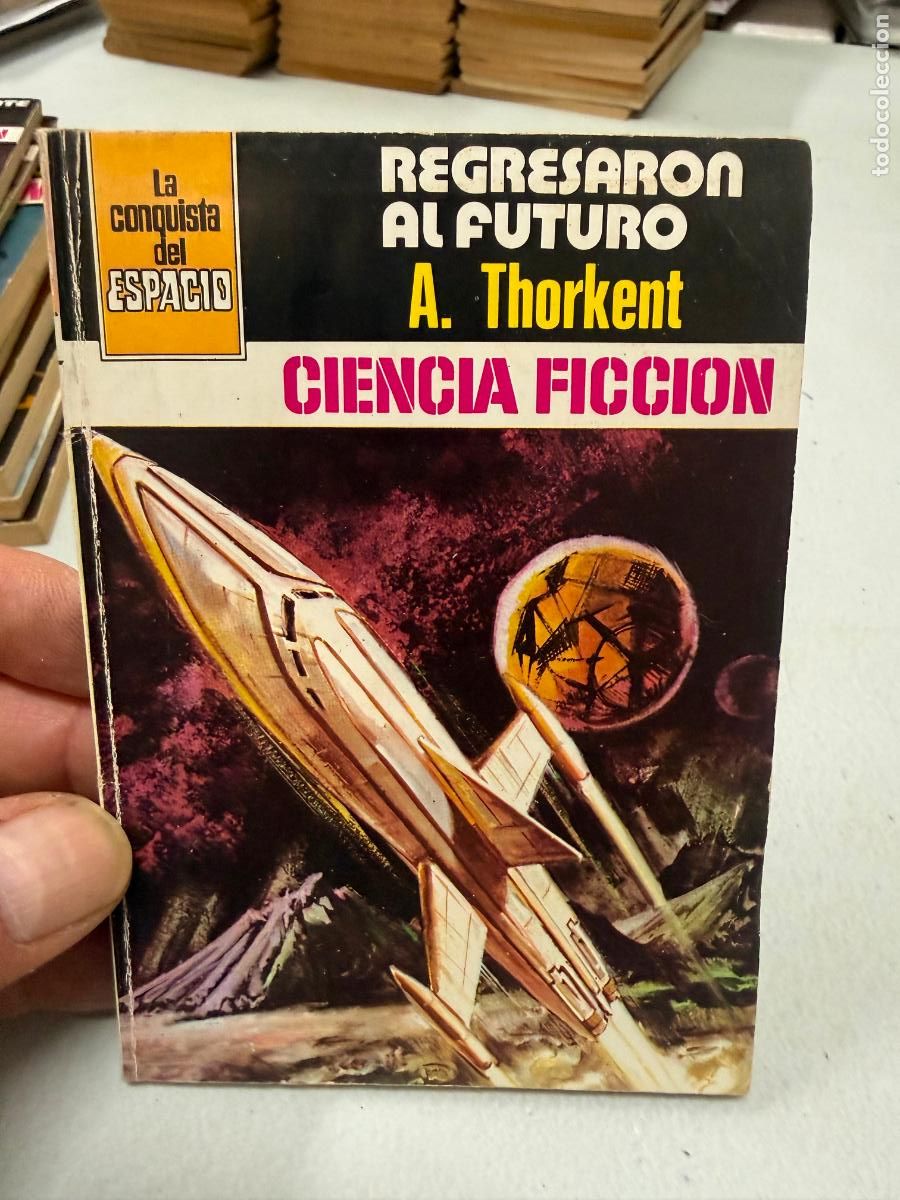 La
conquista
del
ESPACIO
REGRESARON
AL FUTURO
A. Thorkent
CIENCIA FICCION
todocoleccion